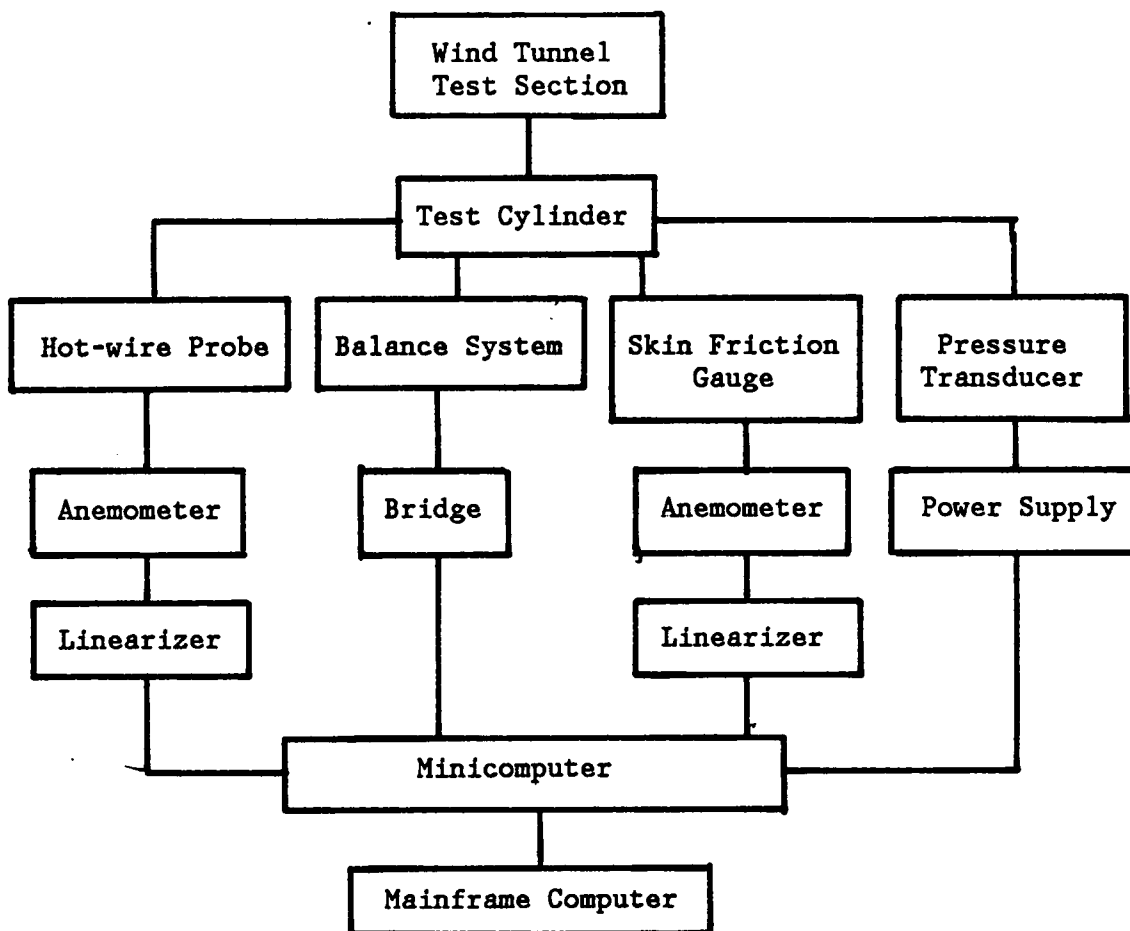 Wind Tunnel
Test Section
Test Cylinder
Hot-wire Probe
Balance System
Skin Friction
Gauge
Pressure
Transducer
Anemometer
Bridge
Anemometer
Power Supply
Linearizer
Linearizer
Minicomputer
Mainframe Computer